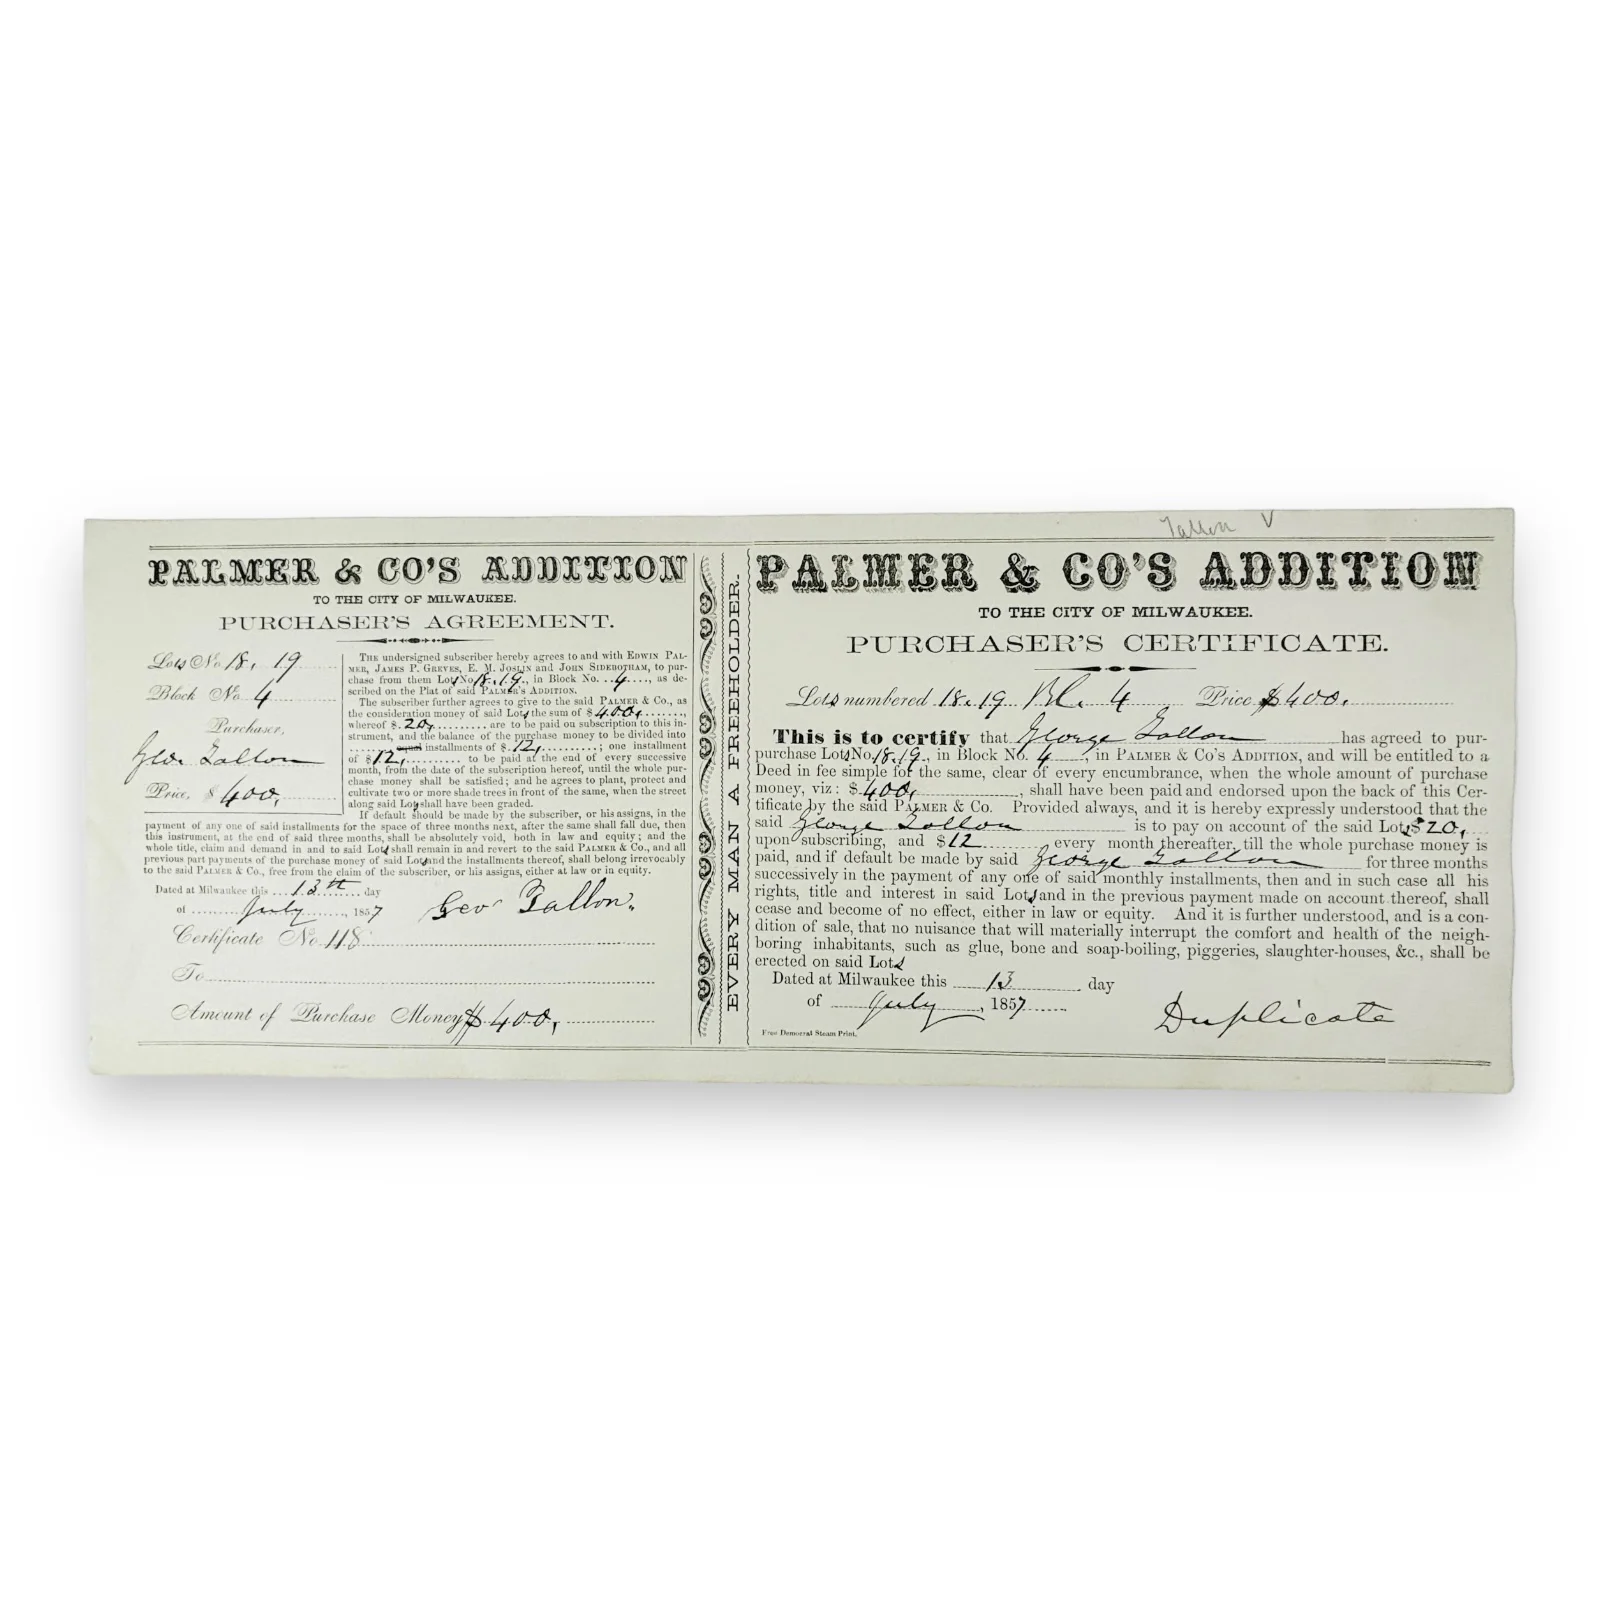 Tallon V
PALMER & CO'S ADDITION
TO THE CITY OF MILWAUKEE.
PURCHASER'S AGREEMENT.
Lots No 18, 19
Block No 4
Purchaser,
Geo. Tallon
Price, $ 400,
THE undersigned subscriber hereby agrees to and with EDWIN PAL-
MER, JAMES P. GREVES, E. M. JOSLIN and JOHN SIDEBOTHAM, to pur-
chase from them Lots No 18. 19., in Block No. 4, as de-
scribed on the Plat of said PALMER'S ADDITION.
The subscriber further agrees to give to the said PALMER & Co., as
the consideration money of said Lots, the sum of $ 400,
whereof $ 20, are to be paid on subscription to this in-
strument, and the balance of the purchase money to be divided into
equal installments of $ 12, ; one installment
of $ 12, to be paid at the end of every successive
month, from the date of the subscription hereof, until the whole pur-
chase money shall be satisfied; and he agrees to plant, protect and
cultivate two or more shade trees in front of the same, when the street
along said Lots shall have been graded.
If default should be made by the subscriber, or his assigns, in the
payment of any one of said installments for the space of three months next, after the same shall fall due, then
this instrument, at the end of said three months, shall be absolutely void, both in law and equity; and the
whole title, claim and demand in and to said Lots shall remain in and revert to the said PALMER & Co., and all
previous part payments of the purchase money of said Lots and the installments thereof, shall belong irrevocably
to the said PALMER & Co., free from the claim of the subscriber, or his assigns, either at law or in equity.
Dated at Milwaukee this 13th day
of July, 1857 Geo Tallon.
Certificate No. 118
To
Amount of Purchase Money $ 400,
EVERY MAN A FREEHOLDER.
PALMER & CO'S ADDITION
TO THE CITY OF MILWAUKEE.
PURCHASER'S CERTIFICATE.
Lots numbered 18. 19 Bl. 4 Price $ 400.
This is to certify that George Tallon has agreed to pur-
purchase Lots No. 18. 19., in Block No. 4, in PALMER & Co's ADDITION, and will be entitled to a
Deed in fee simple for the same, clear of every encumbrance, when the whole amount of purchase
money, viz: $ 400, , shall have been paid and endorsed upon the back of this Cer-
tificate by the said PALMER & Co. Provided always, and it is hereby expressly understood that the
said George Tallon is to pay on account of the said Lots $20,
upon subscribing, and $ 12 every month thereafter, till the whole purchase money is
paid, and if default be made by said George Tallon for three months
successively in the payment of any one of said monthly installments, then and in such case all his
rights, title and interest in said Lots and in the previous payment made on account thereof, shall
cease and become of no effect, either in law or equity. And it is further understood, and is a con-
dition of sale, that no nuisance that will materially interrupt the comfort and health of the neigh-
boring inhabitants, such as glue, bone and soap-boiling, piggeries, slaughter-houses, &c., shall be
erected on said Lots
Dated at Milwaukee this 13 day
of July, 1857
Duplicate
Free Democrat Steam Print.